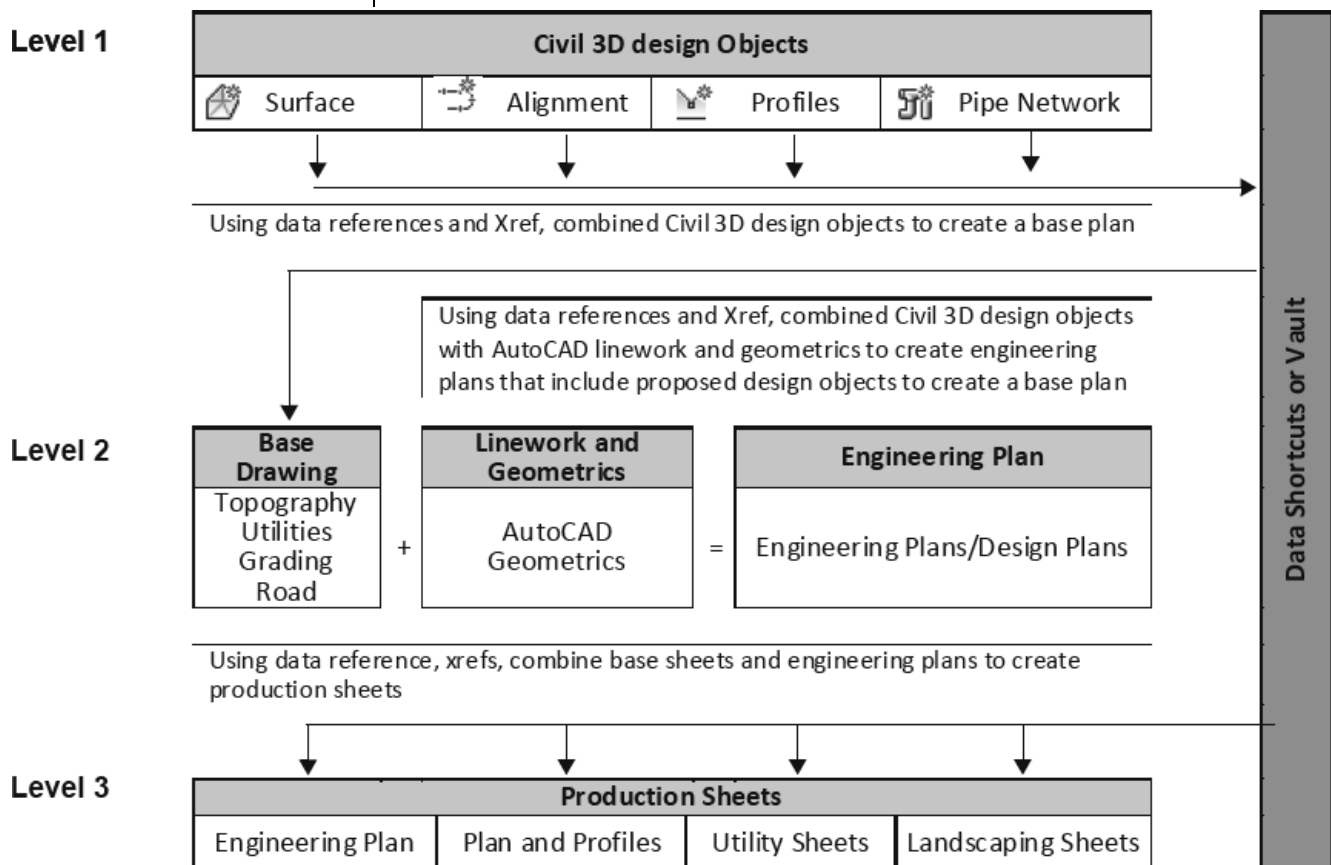 Level 1
Civil 3D design Objects
Surface
Alignment
Profiles
Pipe Network
Using data references and Xref, combined Civil 3D design objects to create a base plan
Using data references and Xref, combined Civil 3D design objects
with AutoCAD linework and geometrics to create engineering
plans that include proposed design objects to create a base plan
Level 2
Base
Drawing
Topography
Utilities
Grading
Road
+
Linework and
Geometrics
AutoCAD
Geometrics
=
Engineering Plan
Engineering Plans/Design Plans
Using data reference, xrefs, combine base sheets and engineering plans to create
production sheets
Level 3
Production Sheets
Engineering Plan
Plan and Profiles
Utility Sheets
Landscaping Sheets
Data Shortcuts or Vault